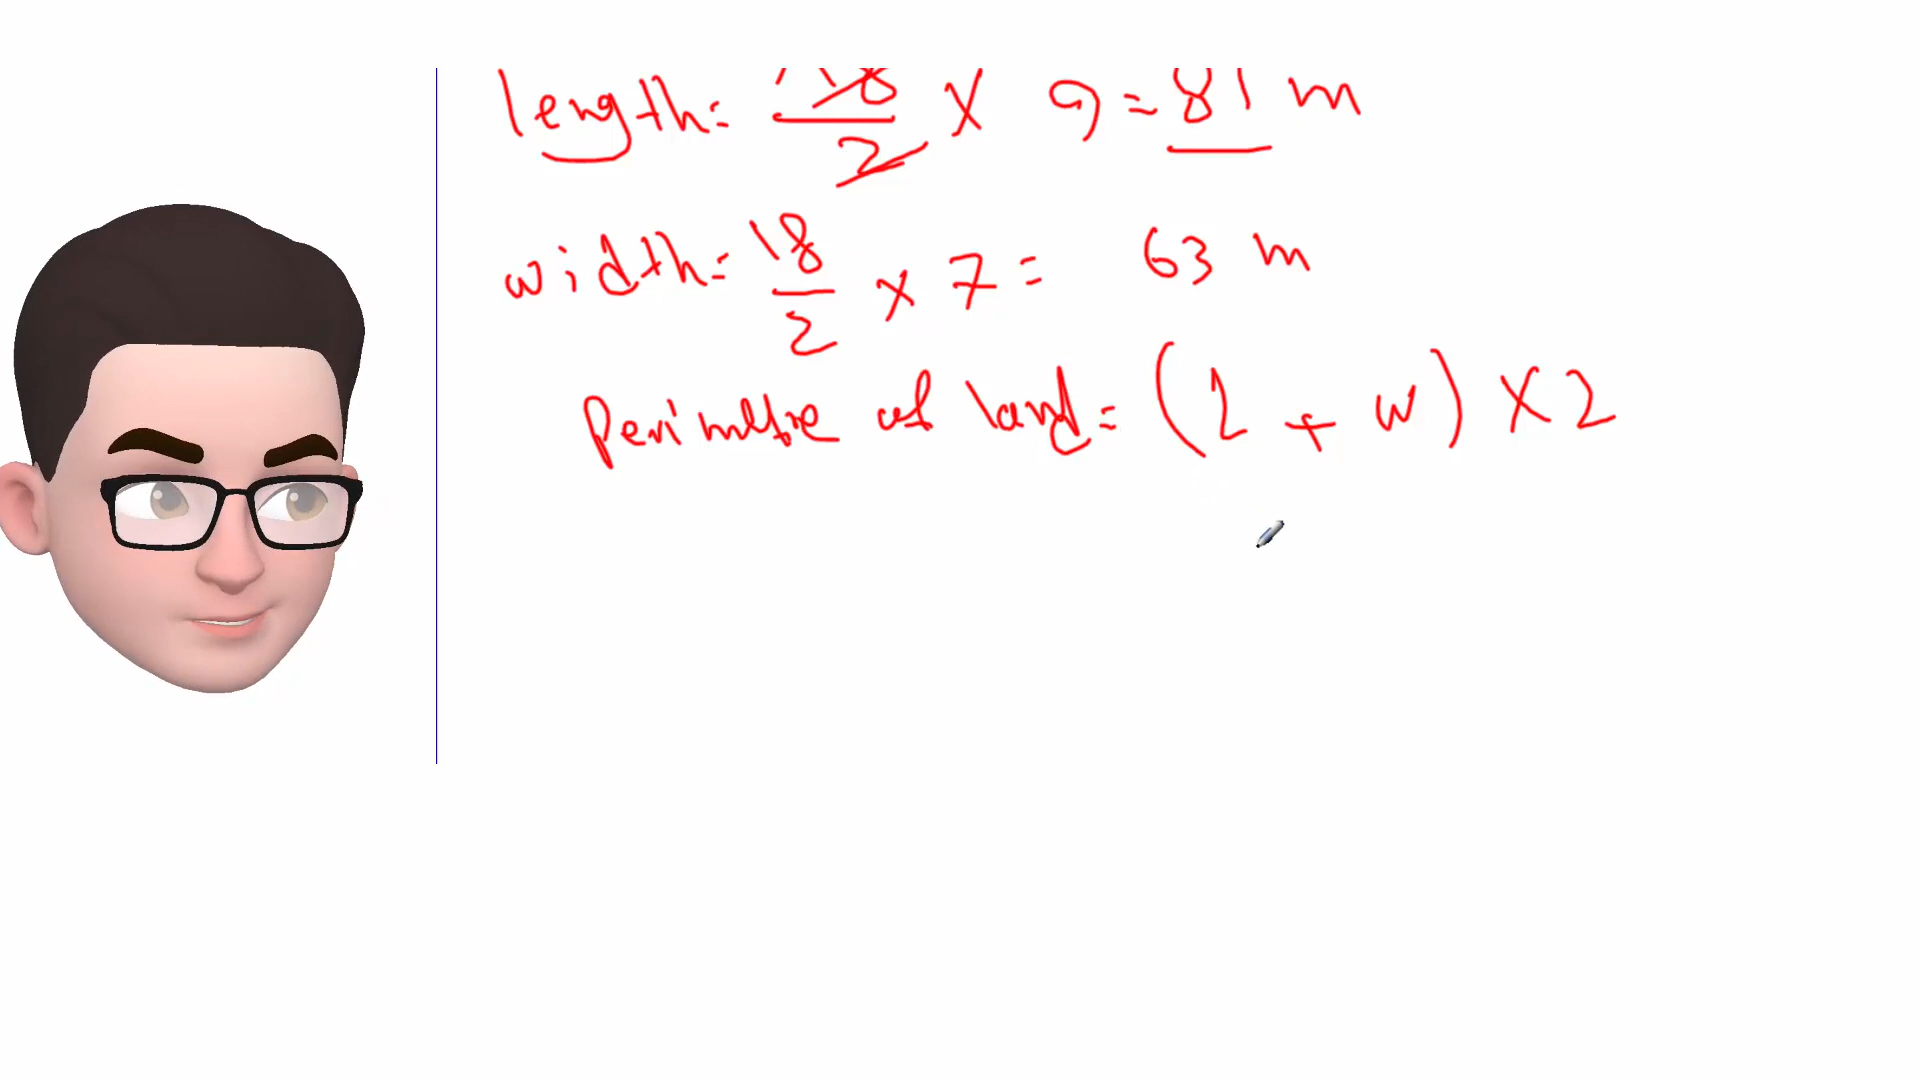 length = 18/2 × 9 = 81 m
width = 18/2 × 7 = 63 m
Perimetre of land = (l + w) × 2